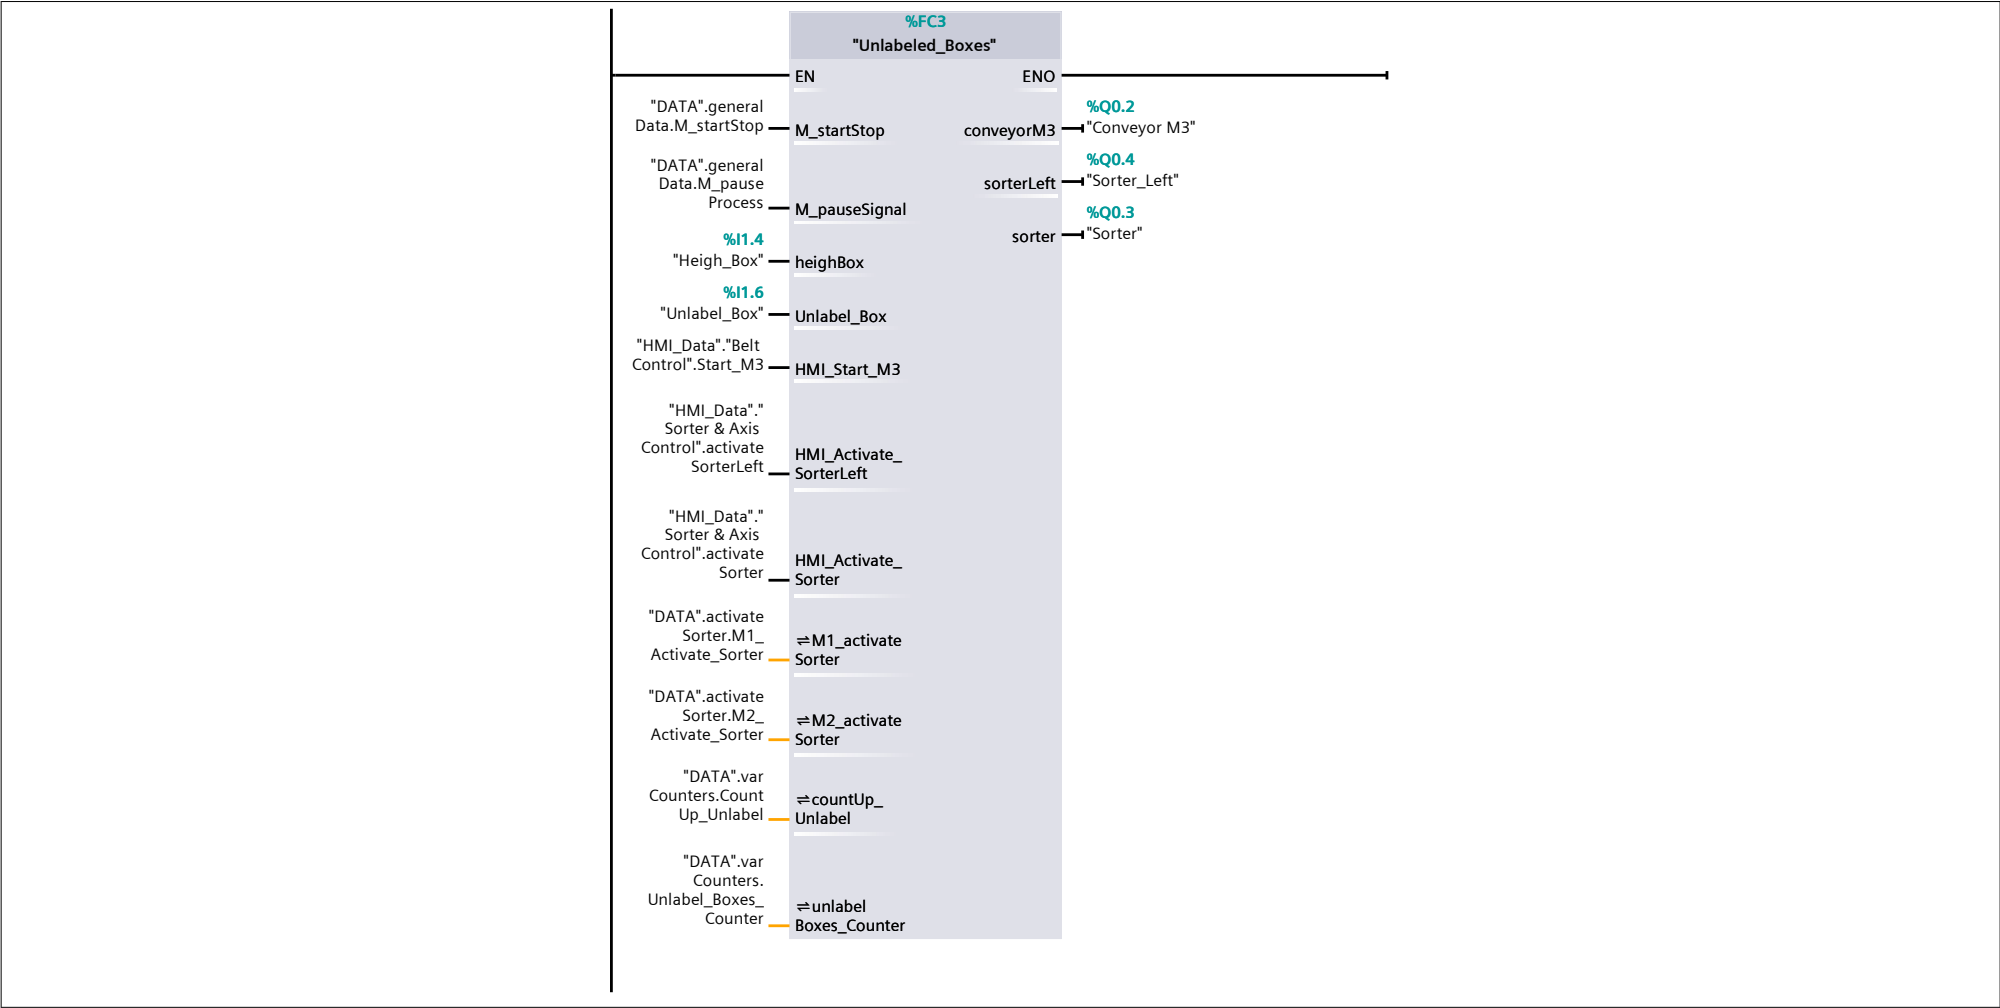 %FC3
"Unlabeled_Boxes"
EN
ENO
"DATA".general
Data.M_startStop
M_startStop
conveyorM3
%Q0.2
"Conveyor M3"
"DATA".general
Data.M_pause
Process
M_pauseSignal
sorterLeft
%Q0.4
"Sorter_Left"
%I1.4
"Heigh_Box"
heighBox
sorter
%Q0.3
"Sorter"
%I1.6
"Unlabel_Box"
Unlabel_Box
"HMI_Data"."Belt
Control".Start_M3
HMI_Start_M3
"HMI_Data"."
Sorter & Axis
Control".activate
SorterLeft
HMI_Activate_
SorterLeft
"HMI_Data"."
Sorter & Axis
Control".activate
Sorter
HMI_Activate_
Sorter
"DATA".activate
Sorter.M1_
Activate_Sorter
⇌M1_activate
Sorter
"DATA".activate
Sorter.M2_
Activate_Sorter
⇌M2_activate
Sorter
"DATA".var
Counters.Count
Up_Unlabel
⇌countUp_
Unlabel
"DATA".var
Counters.
Unlabel_Boxes_
Counter
⇌unlabel
Boxes_Counter